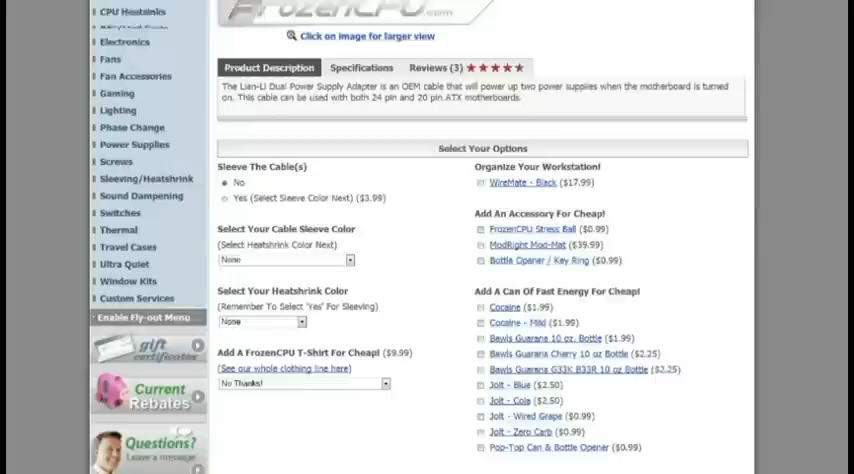 CPU Heatsinks
Electronics
Fans
Fan Accessories
Gaming
Lighting
Phase Change
Power Supplies
Screws
Sleeving/Heatshrink
Sound Dampening
Switches
Thermal
Travel Cases
Ultra Quiet
Window Kits
Custom Services
Enable Fly-out Menu
gift certificates
Current
Rebates
Questions?
Leave a message
FrozenCPU.com
Click on image for larger view
Product Description
Specifications
Reviews (3)
The Lian-Li Dual Power Supply Adapter is an OEM cable that will power up two power supplies when the motherboard is turned
on. This cable can be used with both 24 pin and 20 pin ATX motherboards.
Select Your Options
Sleeve The Cable(s)
No
Yes (Select Sleeve Color Next) ($3.99)
Select Your Cable Sleeve Color
(Select Heatshrink Color Next)
None
Select Your Heatshrink Color
(Remember To Select 'Yes' For Sleeving)
None
Add A FrozenCPU T-Shirt For Cheap! ($9.99)
(See our whole clothing line here)
No Thanks!
Organize Your Workstation!
WireMate - Black ($17.99)
Add An Accessory For Cheap!
FrozenCPU Stress Ball ($0.99)
ModRight Mod-Mat ($39.99)
Bottle Opener / Key Ring ($0.99)
Add A Can Of Fast Energy For Cheap!
Cocaine ($1.99)
Cocaine - Mild ($1.99)
Bawls Guarana 10 oz. Bottle ($1.99)
Bawls Guarana Cherry 10 oz Bottle ($2.25)
Bawls Guarana G33K B33R 10 oz Bottle ($2.25)
Jolt - Blue ($2.50)
Jolt - Cola ($2.50)
Jolt - Wired Grape ($0.99)
Jolt - Zero Carb ($0.99)
Pop-Top Can & Bottle Opener ($0.99)